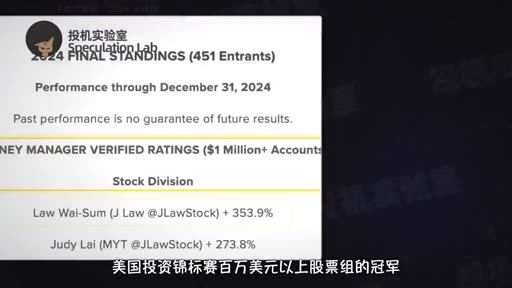 投机实验室
Speculation Lab
2024 FINAL STANDINGS (451 Entrants)
Performance through December 31, 2024
Past performance is no guarantee of future results.
NEY MANAGER VERIFIED RATINGS ($1 Million+ Accounts
Stock Division
Law Wai-Sum (J Law @JLawStock) + 353.9%
Judy Lai (MYT @JLawStock) + 273.8%
美国投资锦标赛百万美元以上股票组的冠军